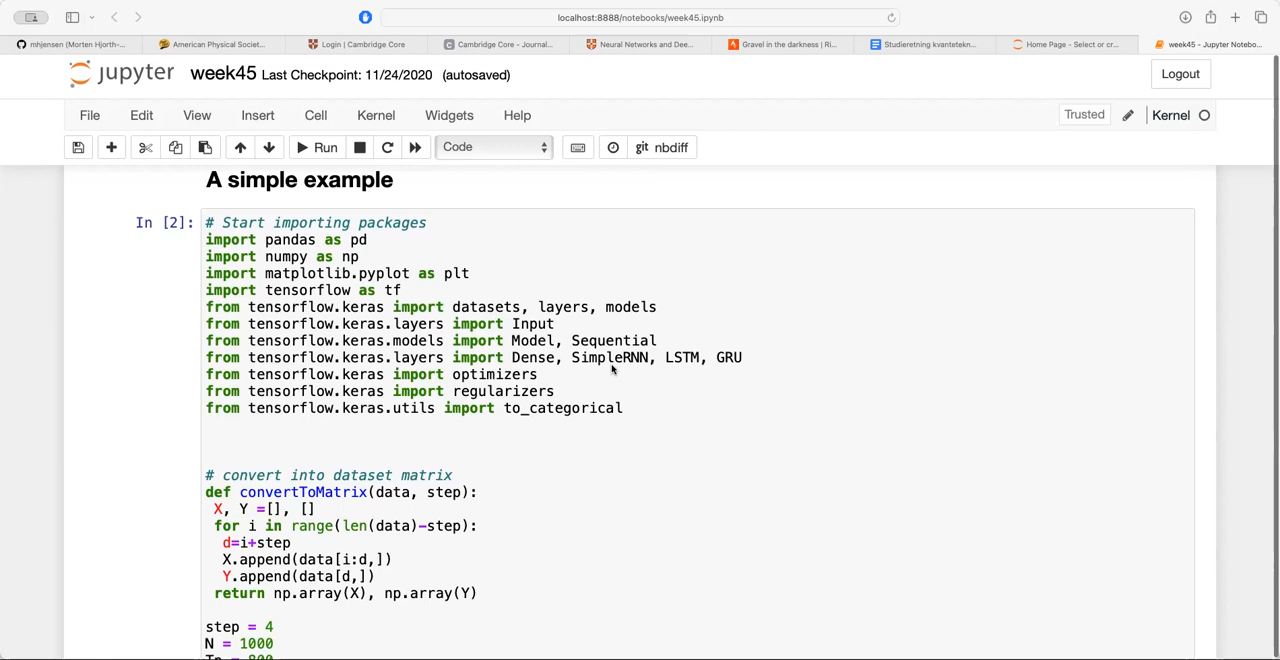 localhost:8888/notebooks/week45.ipynb
mhjensen (Morten Hjorth-...
American Physical Societ...
Login | Cambridge Core
Cambridge Core - Journal...
Neural Networks and Dee...
Gravel in the darkness | Ri...
Studieretning kvantetekn...
Home Page - Select or cr...
week45 - Jupyter Notebo...
jupyter week45 Last Checkpoint: 11/24/2020 (autosaved) Logout
File Edit View Insert Cell Kernel Widgets Help Trusted Kernel
Run Code git nbdiff
A simple example
In [2]: # Start importing packages
import pandas as pd
import numpy as np
import matplotlib.pyplot as plt
import tensorflow as tf
from tensorflow.keras import datasets, layers, models
from tensorflow.keras.layers import Input
from tensorflow.keras.models import Model, Sequential
from tensorflow.keras.layers import Dense, SimpleRNN, LSTM, GRU
from tensorflow.keras import optimizers
from tensorflow.keras import regularizers
from tensorflow.keras.utils import to_categorical
# convert into dataset matrix
def convertToMatrix(data, step):
X, Y =[], []
for i in range(len(data)-step):
d=i+step
X.append(data[i:d,])
Y.append(data[d,])
return np.array(X), np.array(Y)
step = 4
N = 1000